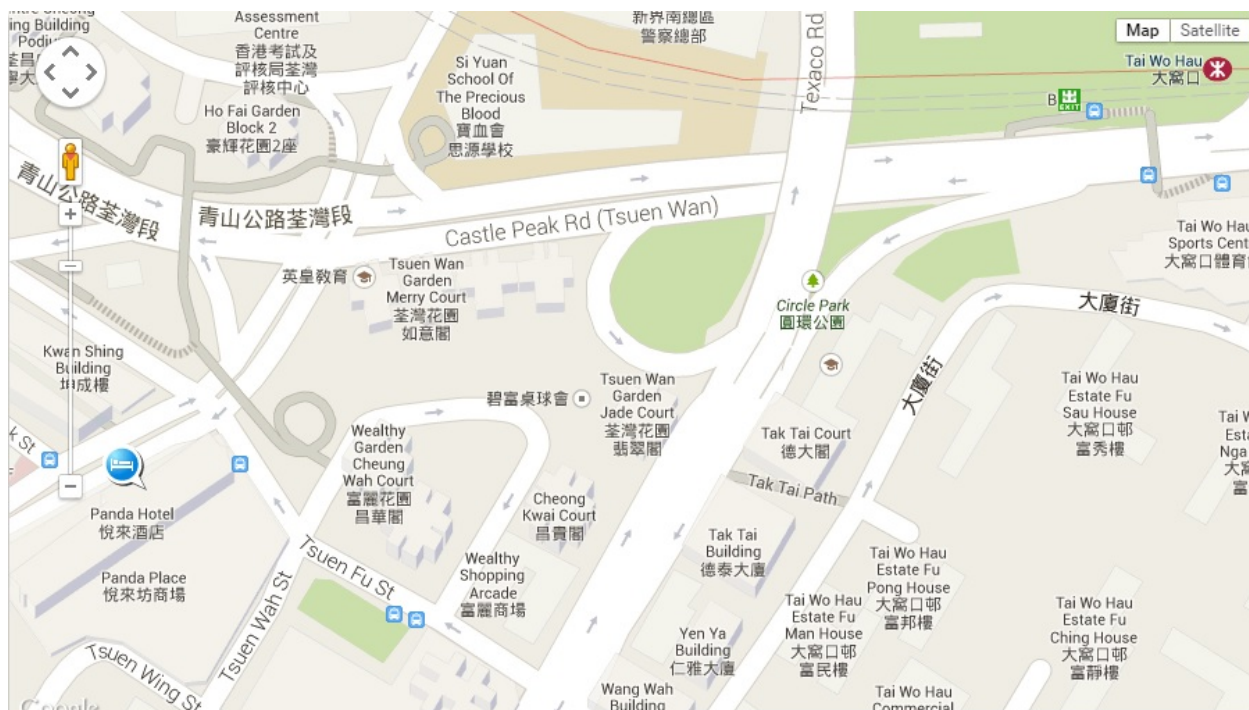 ing Building
Assessment
Centre
香港考試及
評核局荃灣
評核中心
新界南總區
警察總部
Texaco Rd
Map
Satellite
Tai Wo Hau
大窩口
B
EXIT
Si Yuan
School Of
The Precious
Blood
寶血會
思源學校
Ho Fai Garden
Block 2
豪輝花園2座
青山公路荃灣段
青山公路荃灣段
Castle Peak Rd (Tsuen Wan)
Tai Wo Hau
Sports Cent
大窩口體育
英皇教育
Tsuen Wan
Garden
Merry Court
荃灣花園
如意閣
Circle Park
圓環公園
大廈街
大廈街
Kwan Shing
Building
坤成樓
碧富桌球會
Tsuen Wan
Garden
Jade Court
荃灣花園
翡翠閣
Tai Wo Hau
Estate Fu
Sau House
大窩口邨
富秀樓
Tai W
Esta
Nga
大窩
富
Wealthy
Garden
Cheung
Wah Court
富麗花園
昌華閣
Tak Tai Court
德大閣
k St
Tak Tai Path
Panda Hotel
悅來酒店
Cheong
Kwai Court
昌貴閣
Tak Tai
Building
德泰大廈
Panda Place
悅來坊商場
Tsuen Fu St
Wealthy
Shopping
Arcade
富麗商場
Tai Wo Hau
Estate Fu
Pong House
大窩口邨
富邦樓
Tsuen Wah St
Tai Wo Hau
Estate Fu
Man House
大窩口邨
富民樓
Tai Wo Hau
Estate Fu
Ching House
大窩口邨
富靜樓
Yen Ya
Building
仁雅大廈
Tsuen Wing St
Wang Wah
Building
Tai Wo Hau
Commercial
Google